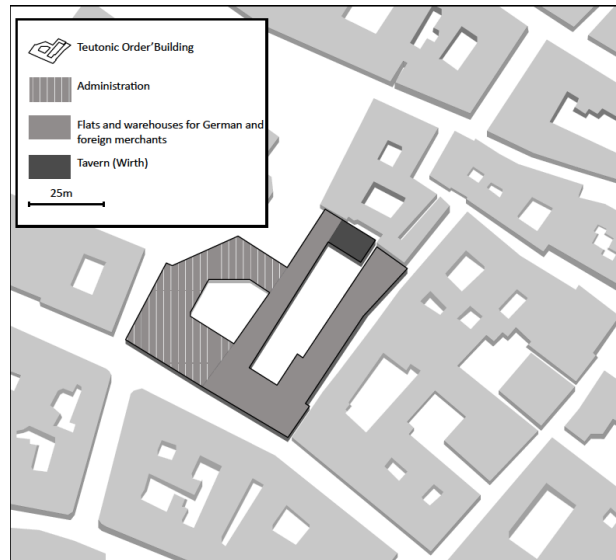 Teutonic Order'Building
Administration
Flats and warehouses for German and
foreign merchants
Tavern (Wirth)
25m